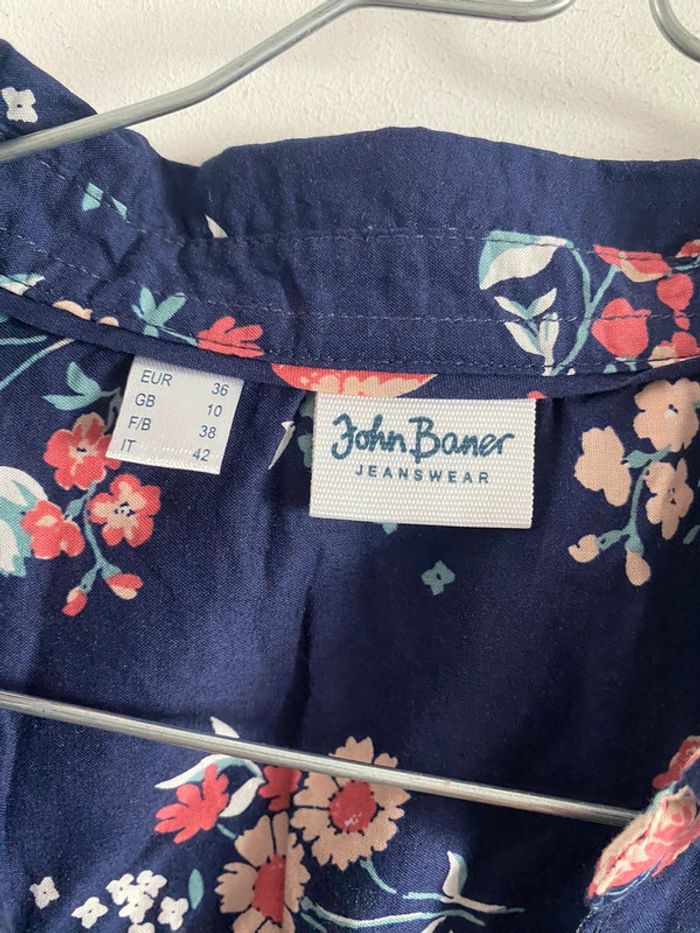 EUR 36
GB 10
F/B 38
IT 42
John Baner
JEANSWEAR